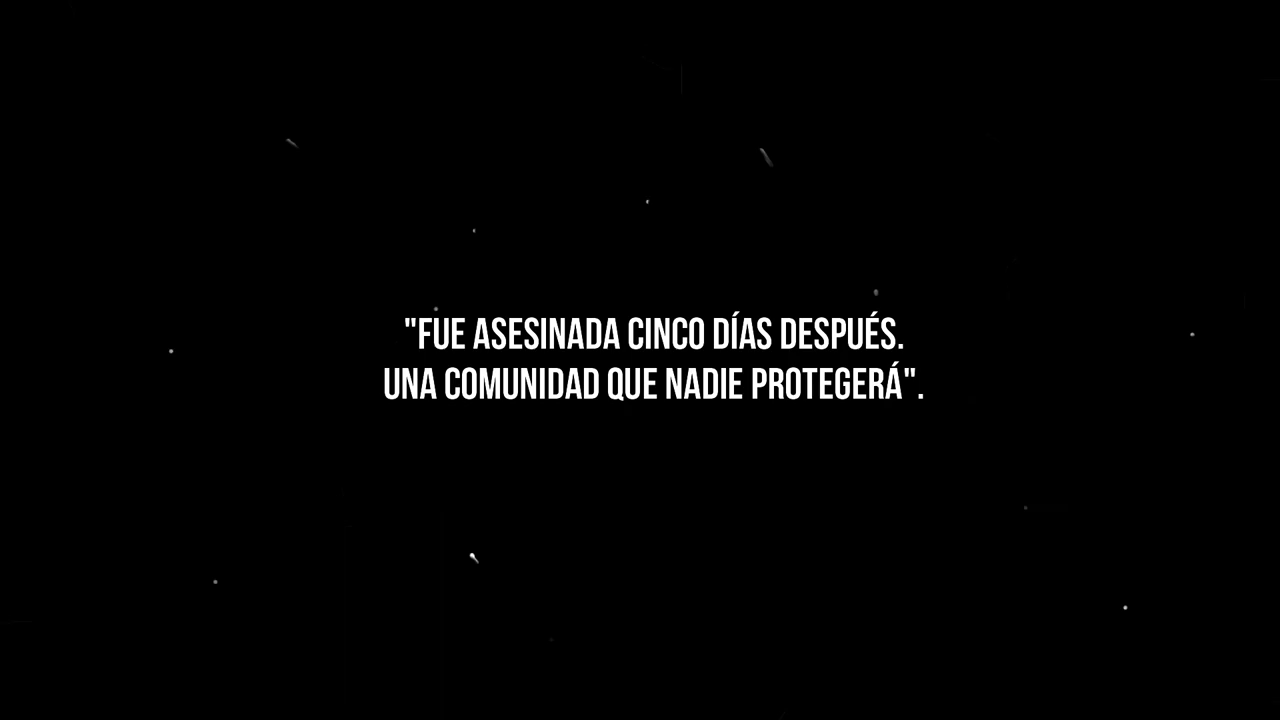 "FUE ASESINADA CINCO DÍAS DESPUÉS.
UNA COMUNIDAD QUE NADIE PROTEGERÁ".